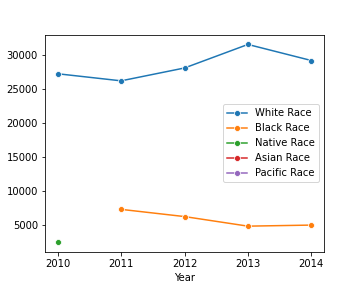 30000
25000
20000
15000
10000
5000
White Race
Black Race
Native Race
Asian Race
Pacific Race
2010 2011 2012 2013 2014
Year